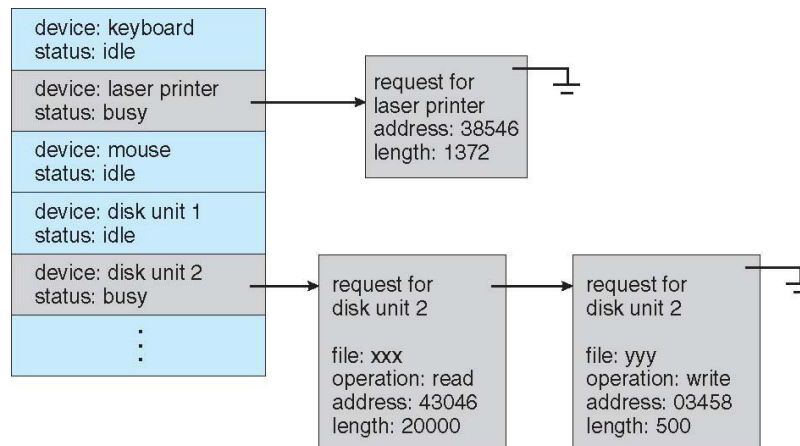 device: keyboard
status: idle
device: laser printer
status: busy
device: mouse
status: idle
device: disk unit 1
status: idle
device: disk unit 2
status: busy
request for
laser printer
address: 38546
length: 1372
request for
disk unit 2
file: xxx
operation: read
address: 43046
length: 20000
request for
disk unit 2
file: yyy
operation: write
address: 03458
length: 500